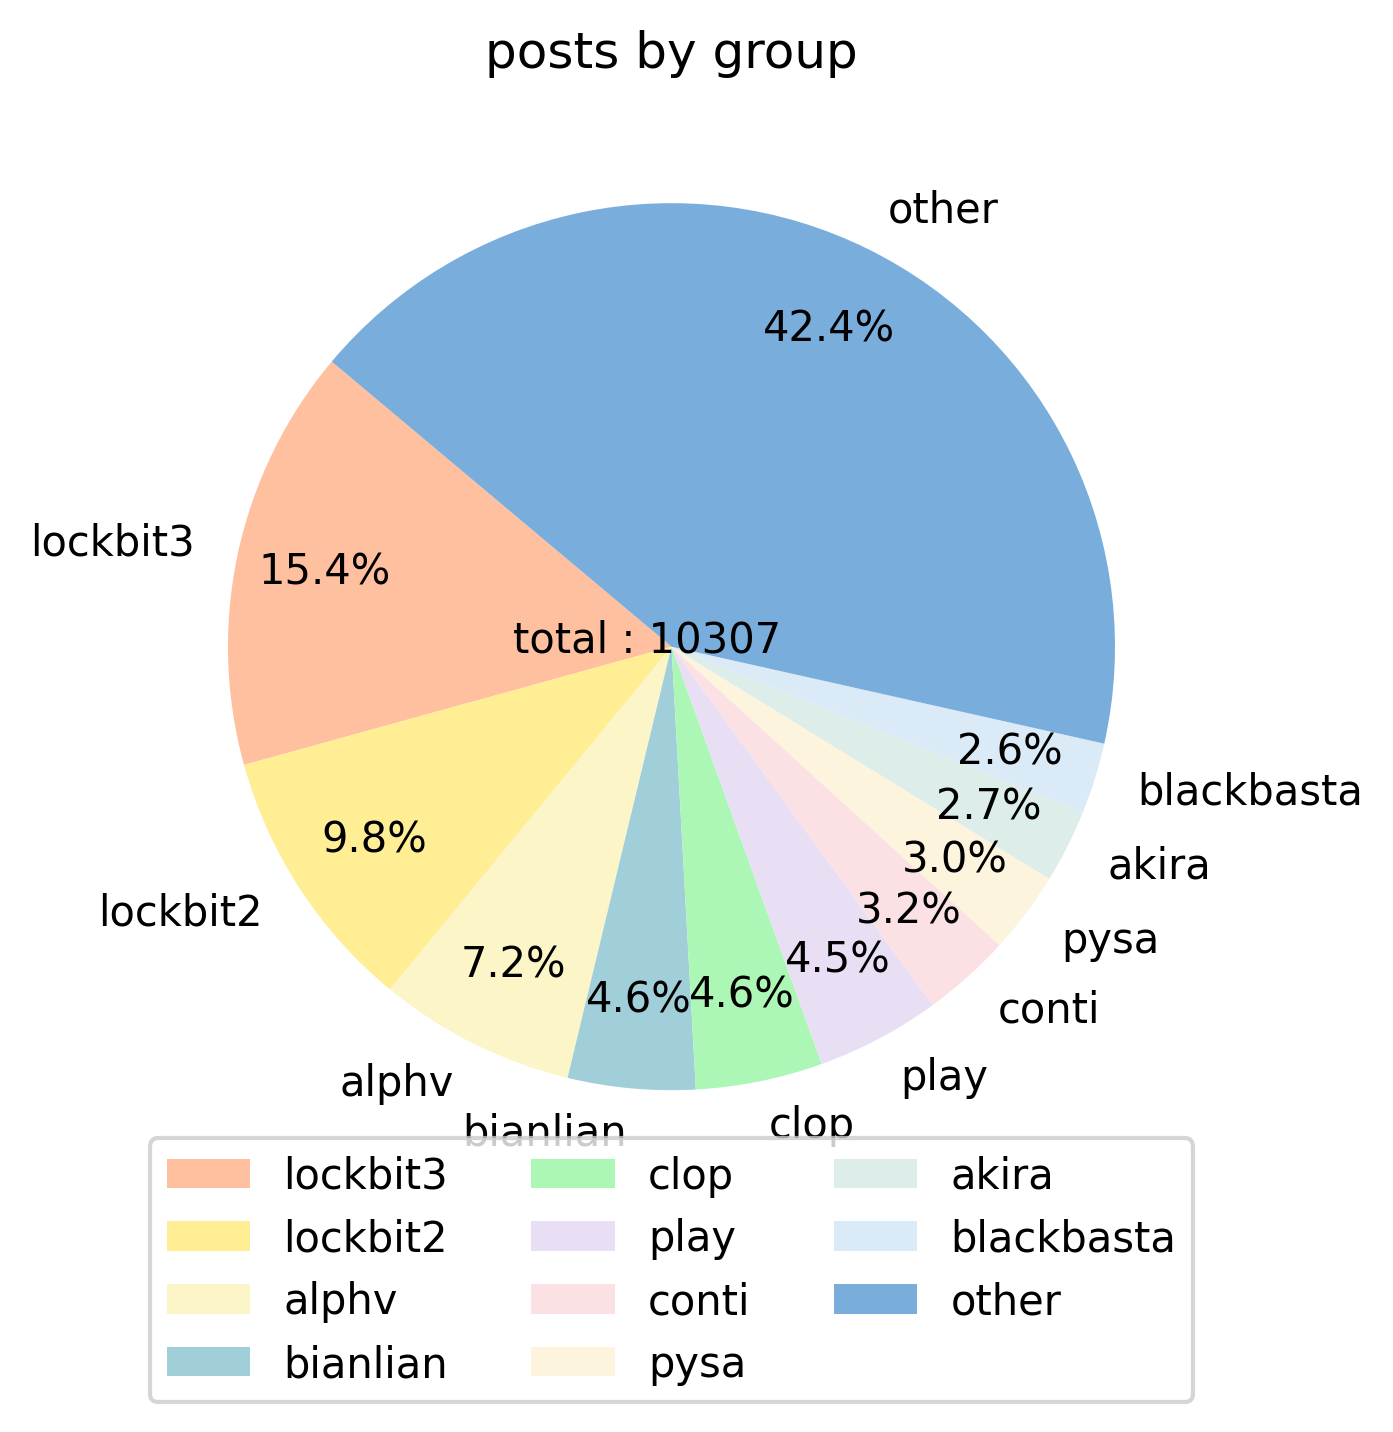 posts by group
other
42.4%
lockbit3
15.4%
total : 10307
2.6%
blackbasta
2.7%
akira
3.0%
pysa
3.2%
conti
9.8%
lockbit2
4.5%
play
7.2%
alphv
4.6%
bianlian
4.6%
clop
lockbit3
lockbit2
alphv
bianlian
clop
play
conti
pysa
akira
blackbasta
other